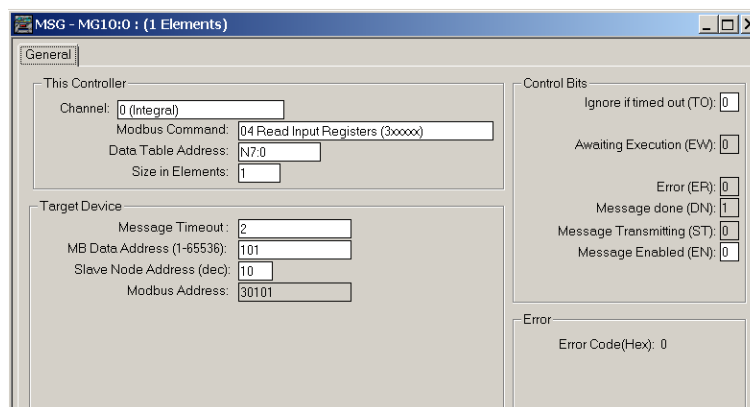 MSG - MG10:0 : (1 Elements)
General
This Controller
Channel: 0 (Integral)
Modbus Command: 04 Read Input Registers (3xxxxx)
Data Table Address: N7:0
Size in Elements: 1
Target Device
Message Timeout : 2
MB Data Address (1-65536): 101
Slave Node Address (dec): 10
Modbus Address: 30101
Control Bits
Ignore if timed out (TO): 0
Awaiting Execution (EW): 0
Error (ER): 0
Message done (DN): 1
Message Transmitting (ST): 0
Message Enabled (EN): 0
Error
Error Code(Hex): 0